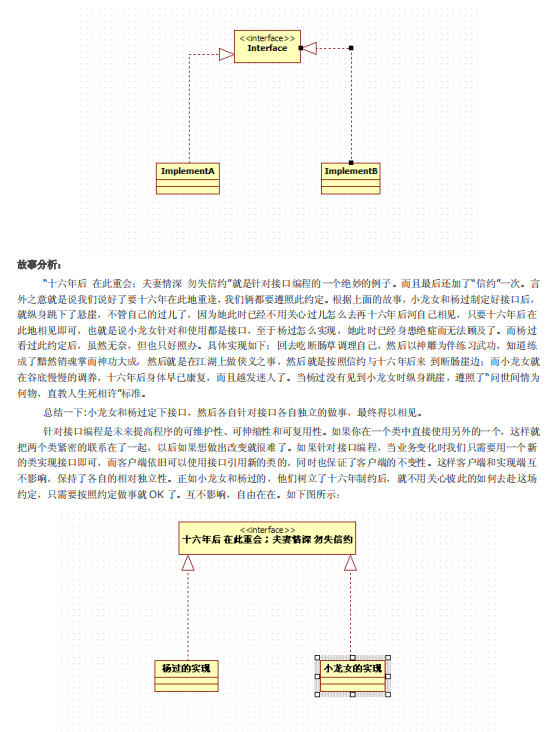 <<interface>>
Interface
ImplementA
ImplementB
故事分析：
“十六年后 在此重会；夫妻情深 勿失信约”就是针对接口编程的一个绝妙的例子。而且最后还加了“信约”一次。言
外之意就是说我们说好了要十六年在此地重逢，我们俩都要遵照此约定。根据上面的故事，小龙女和杨过制定好接口后，
就纵身跳下了悬崖，不管自己的过儿了，因为她此时已经不用关心过儿怎么去再十六年后河自己相见，只要十六年后在
此地相见即可，也就是说小龙女针对和使用都是接口，至于杨过怎么实现，她此时已经身患绝症而无法顾及了。而杨过
看过此约定后，虽然无奈，但也只好照办。具体实现如下：回去吃断肠草调理自己，然后以神雕为伴练习武功，知道练
成了黯然销魂掌而神功大成，然后就是在江湖上做侠义之事，然后就是按照信约与十六年后来 到断肠崖边；而小龙女就
在谷底慢慢的调养，十六年后身体早已康复，而且越发迷人了。当杨过没有见到小龙女时纵身跳崖，遵照了“问世间情为
何物，直教人生死相许”标准。
总结一下:小龙女和杨过定下接口，然后各自针对接口各自独立的做事，最终得以相见。
针对接口编程是未来提高程序的可维护性、可伸缩性和可复用性。如果你在一个类中直接使用另外的一个，这样就
把两个类紧密的联系在了一起，以后如果想做出改变就很难了。如果针对接口编程，当业务变化时我们只需要用一个新
的类实现接口即可，而客户端依旧可以使用接口引用新的类的，同时也保证了客户端的不变性。这样客户端和实现端互
不影响，保持了各自的相对独立性。正如小龙女和杨过的，他们树立了十六年制约后，就不用关心彼此的如何去赴这场
约定，只需要按照约定做事就 OK 了。互不影响，自由在在。如下图所示：
<<interface>>
十六年后 在此重会；夫妻情深 勿失信约
杨过的实现
小龙女的实现